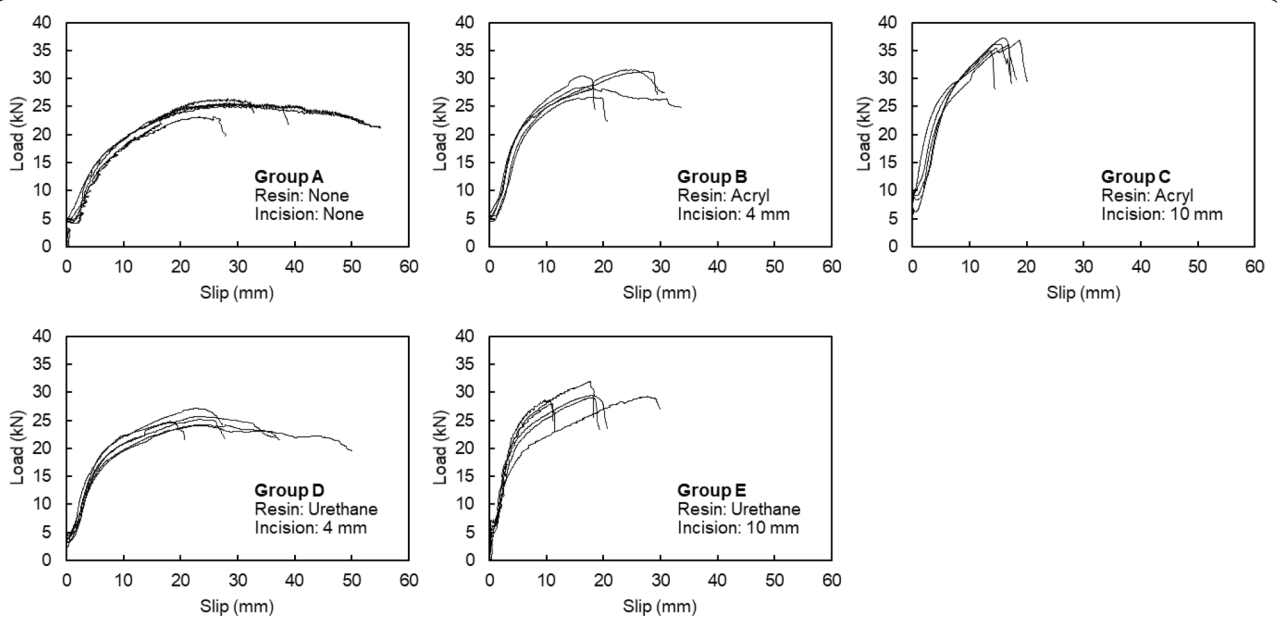 40
35
30
25
20
15
10
5
0
Load (kN)
Group A
Resin: None
Incision: None
0 10 20 30 40 50 60
Slip (mm)
40
35
30
25
20
15
10
5
0
Load (kN)
Group B
Resin: Acryl
Incision: 4 mm
0 10 20 30 40 50 60
Slip (mm)
40
35
30
25
20
15
10
5
0
Load (kN)
Group C
Resin: Acryl
Incision: 10 mm
0 10 20 30 40 50 60
Slip (mm)
40
35
30
25
20
15
10
5
0
Load (kN)
Group D
Resin: Urethane
Incision: 4 mm
0 10 20 30 40 50 60
Slip (mm)
40
35
30
25
20
15
10
5
0
Load (kN)
Group E
Resin: Urethane
Incision: 10 mm
0 10 20 30 40 50 60
Slip (mm)